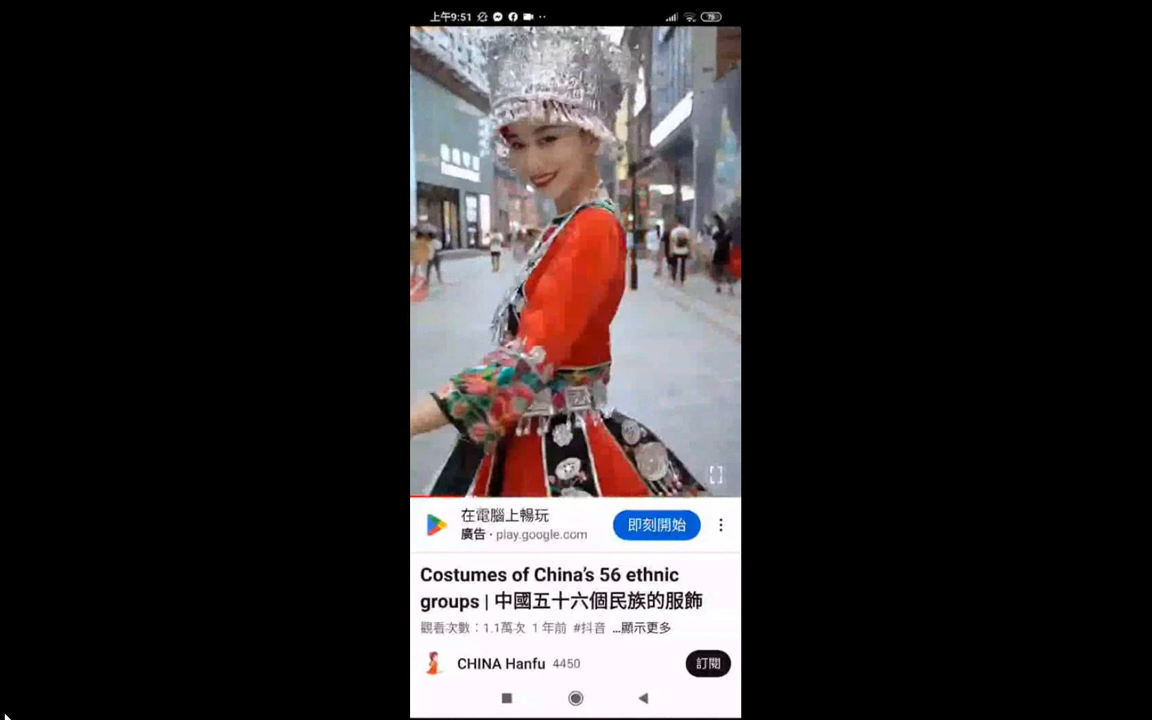 上午9:51
79
在電腦上暢玩
廣告 · play.google.com
即刻開始
Costumes of China's 56 ethnic
groups | 中國五十六個民族的服飾
觀看次數：1.1萬次 1 年前 #抖音 ...顯示更多
CHINA Hanfu 4450
訂閱